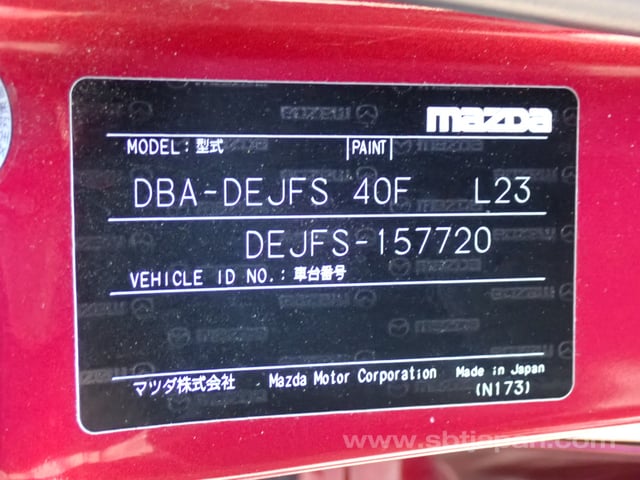 mazda
MODEL: 型式 |PAINT|
DBA-DEJFS 40F L23
DEJFS-157720
VEHICLE ID NO.: 車台番号
マツダ株式会社 Mazda Motor Corporation Made in Japan
(N173)
www.sbtjapan.com